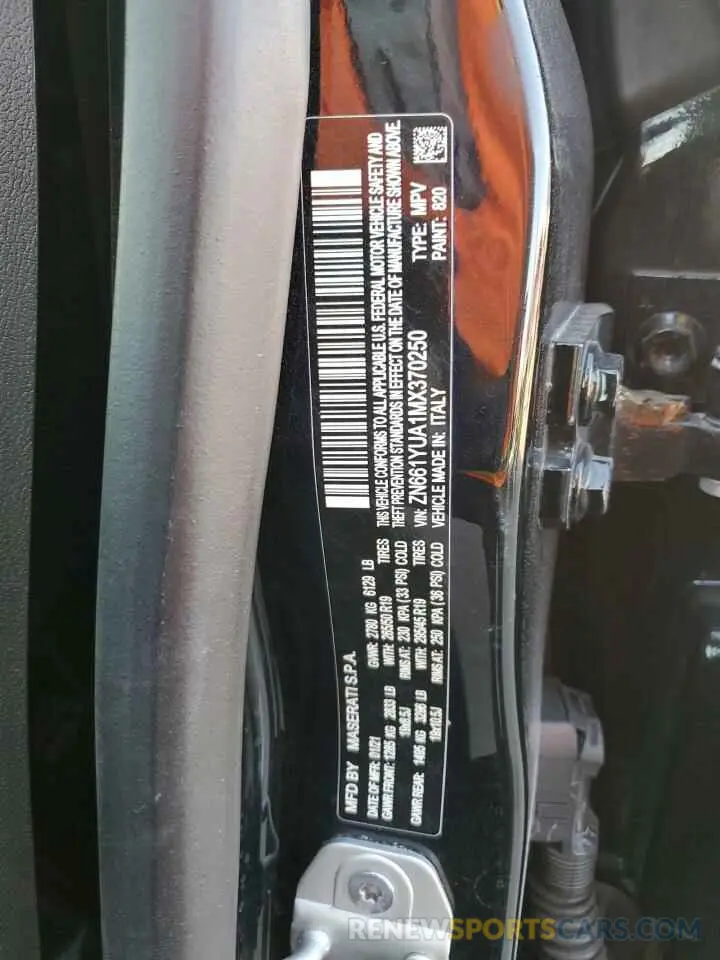 MFD BY MASERATI S.P.A.
DATE OF MFR: 01/21 GVWR: 2780 KG 6129 LB
GAWR FRONT: 1285 KG 2833 LB WITH: 265/50 R19 TIRES
RIMS AT: 230 KPA (33 PSI) COLD
GAWR REAR: 1495 KG LB WITH: 295/45 R19 TIRES
RIMS AT: 250 KPA (36 PSI) COLD
THIS VEHICLE CONFORMS TO ALL APPLICABLE U.S. FEDERAL MOTOR VEHICLE SAFETY AND
THEFT PREVENTION STANDARDS IN EFFECT ON THE DATE OF MANUFACTURE SHOWN ABOVE.
VIN: ZN661YUA1MX370250 TYPE: MPV
VEHICLE MADE IN: ITALY PAINT: 820
RENEWSPORTSCARS.COM